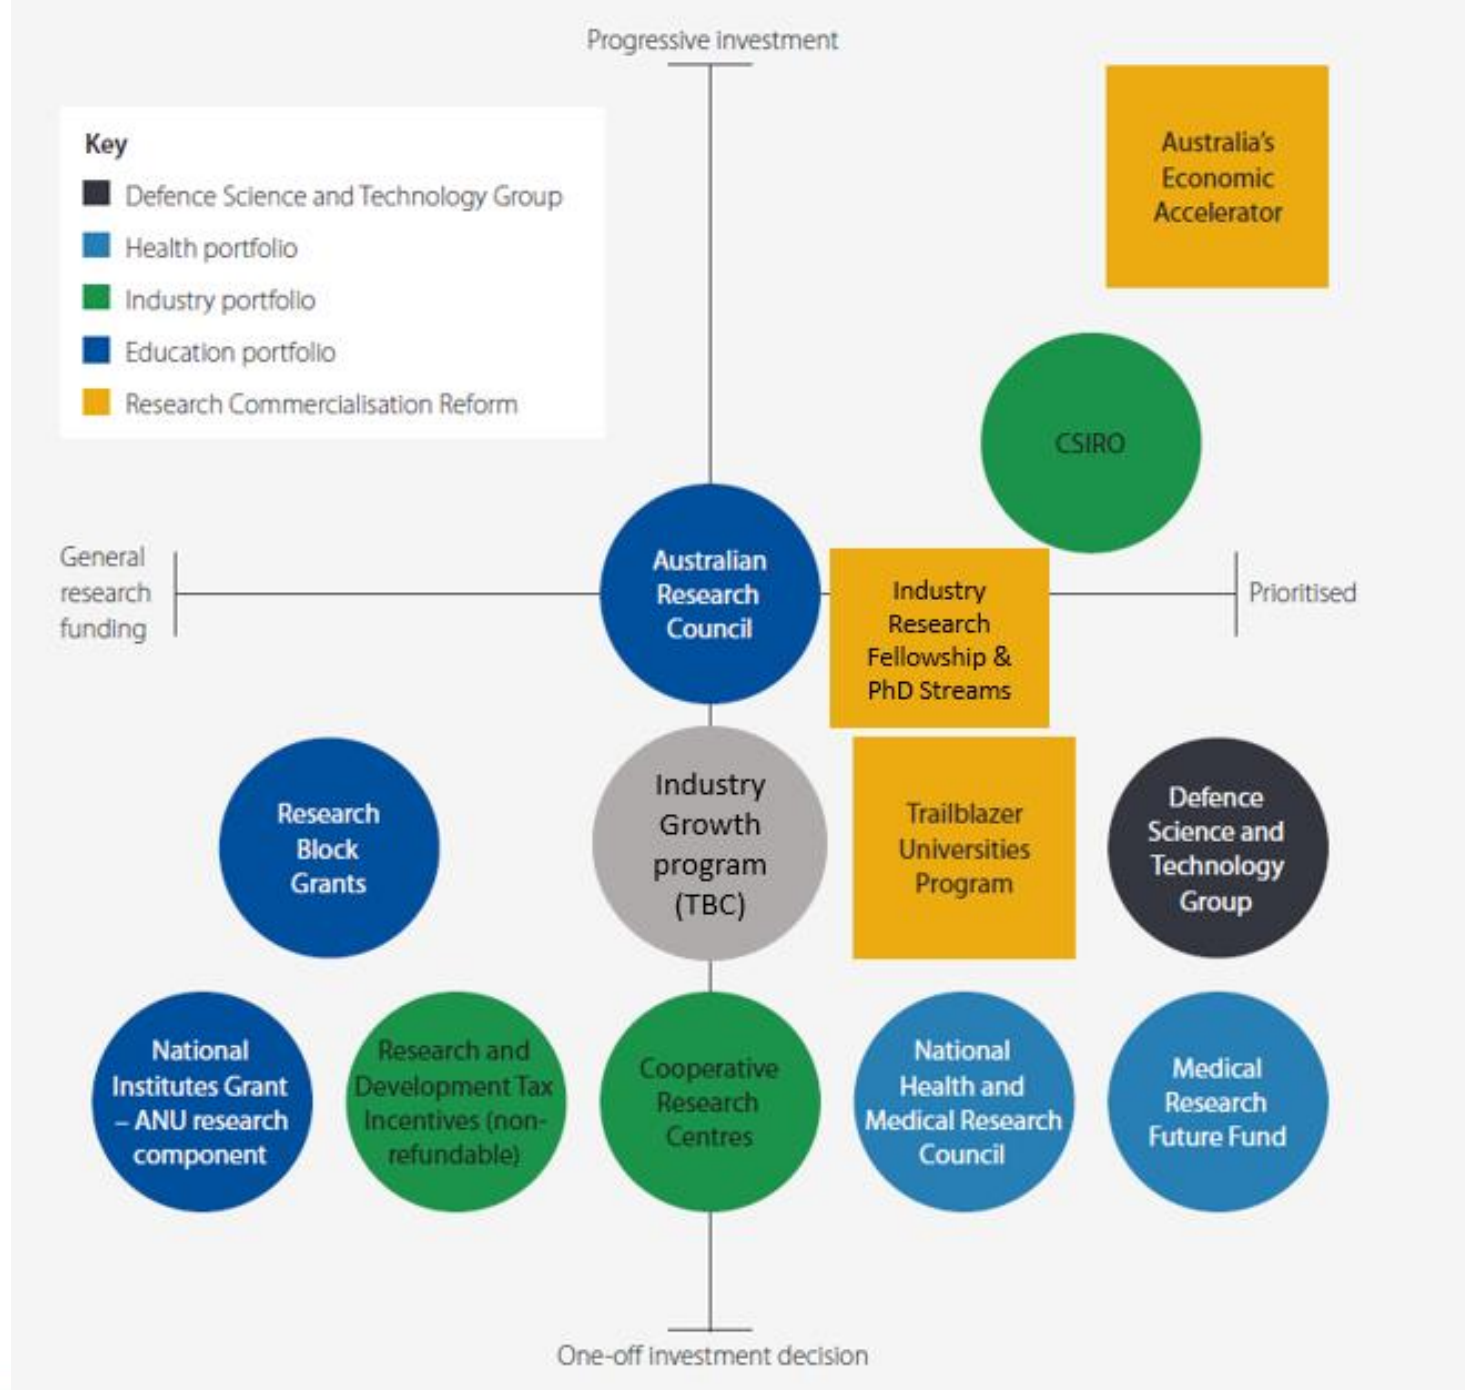 Progressive investment
Key
Defence Science and Technology Group
Health portfolio
Industry portfolio
Education portfolio
Research Commercialisation Reform
Australia's
Economic
Accelerator
CSIRO
General
research
funding
Australian
Research
Council
Industry
Research
Fellowship &
PhD Streams
Prioritised
Research
Block
Grants
Industry
Growth
program
(TBC)
Trailblazer
Universities
Program
Defence
Science and
Technology
Group
National
Institutes Grant
– ANU research
component
Research and
Development Tax
Incentives (non-
refundable)
Cooperative
Research
Centres
National
Health and
Medical Research
Council
Medical
Research
Future Fund
One-off investment decision